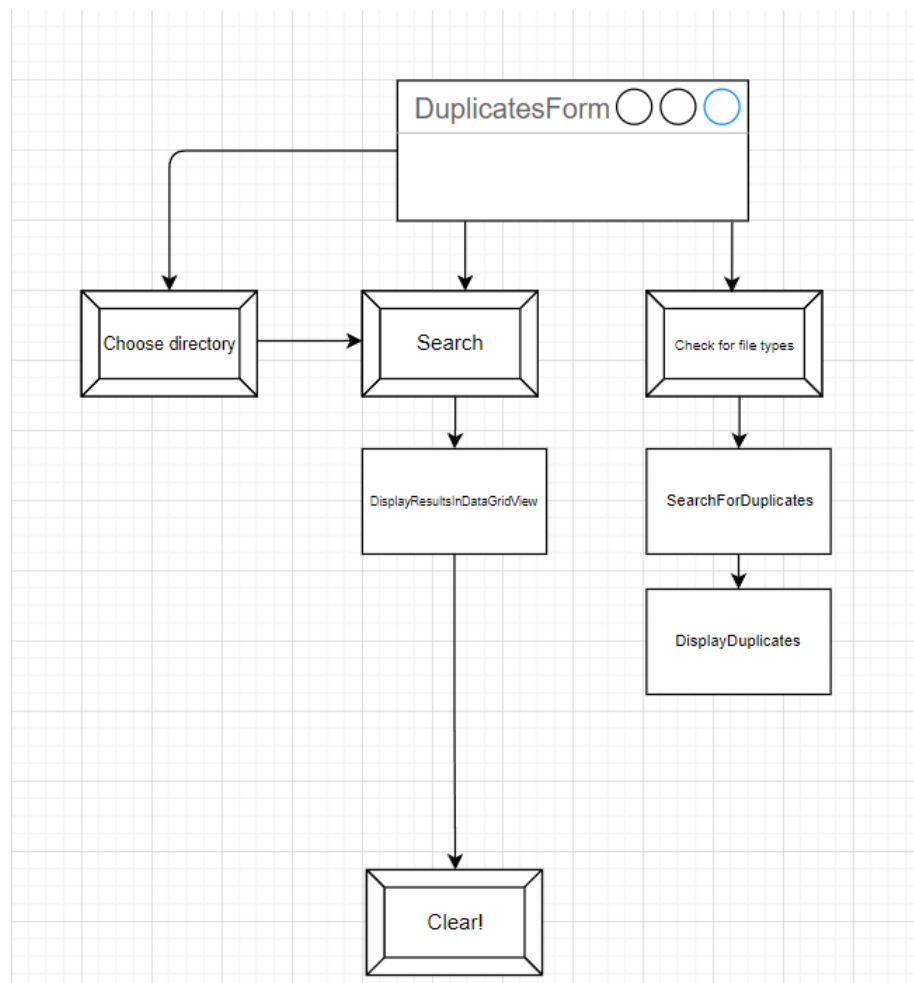 DuplicatesForm
Choose directory
Search
Check for file types
DisplayResultsInDataGridView
SearchForDuplicates
DisplayDuplicates
Clear!